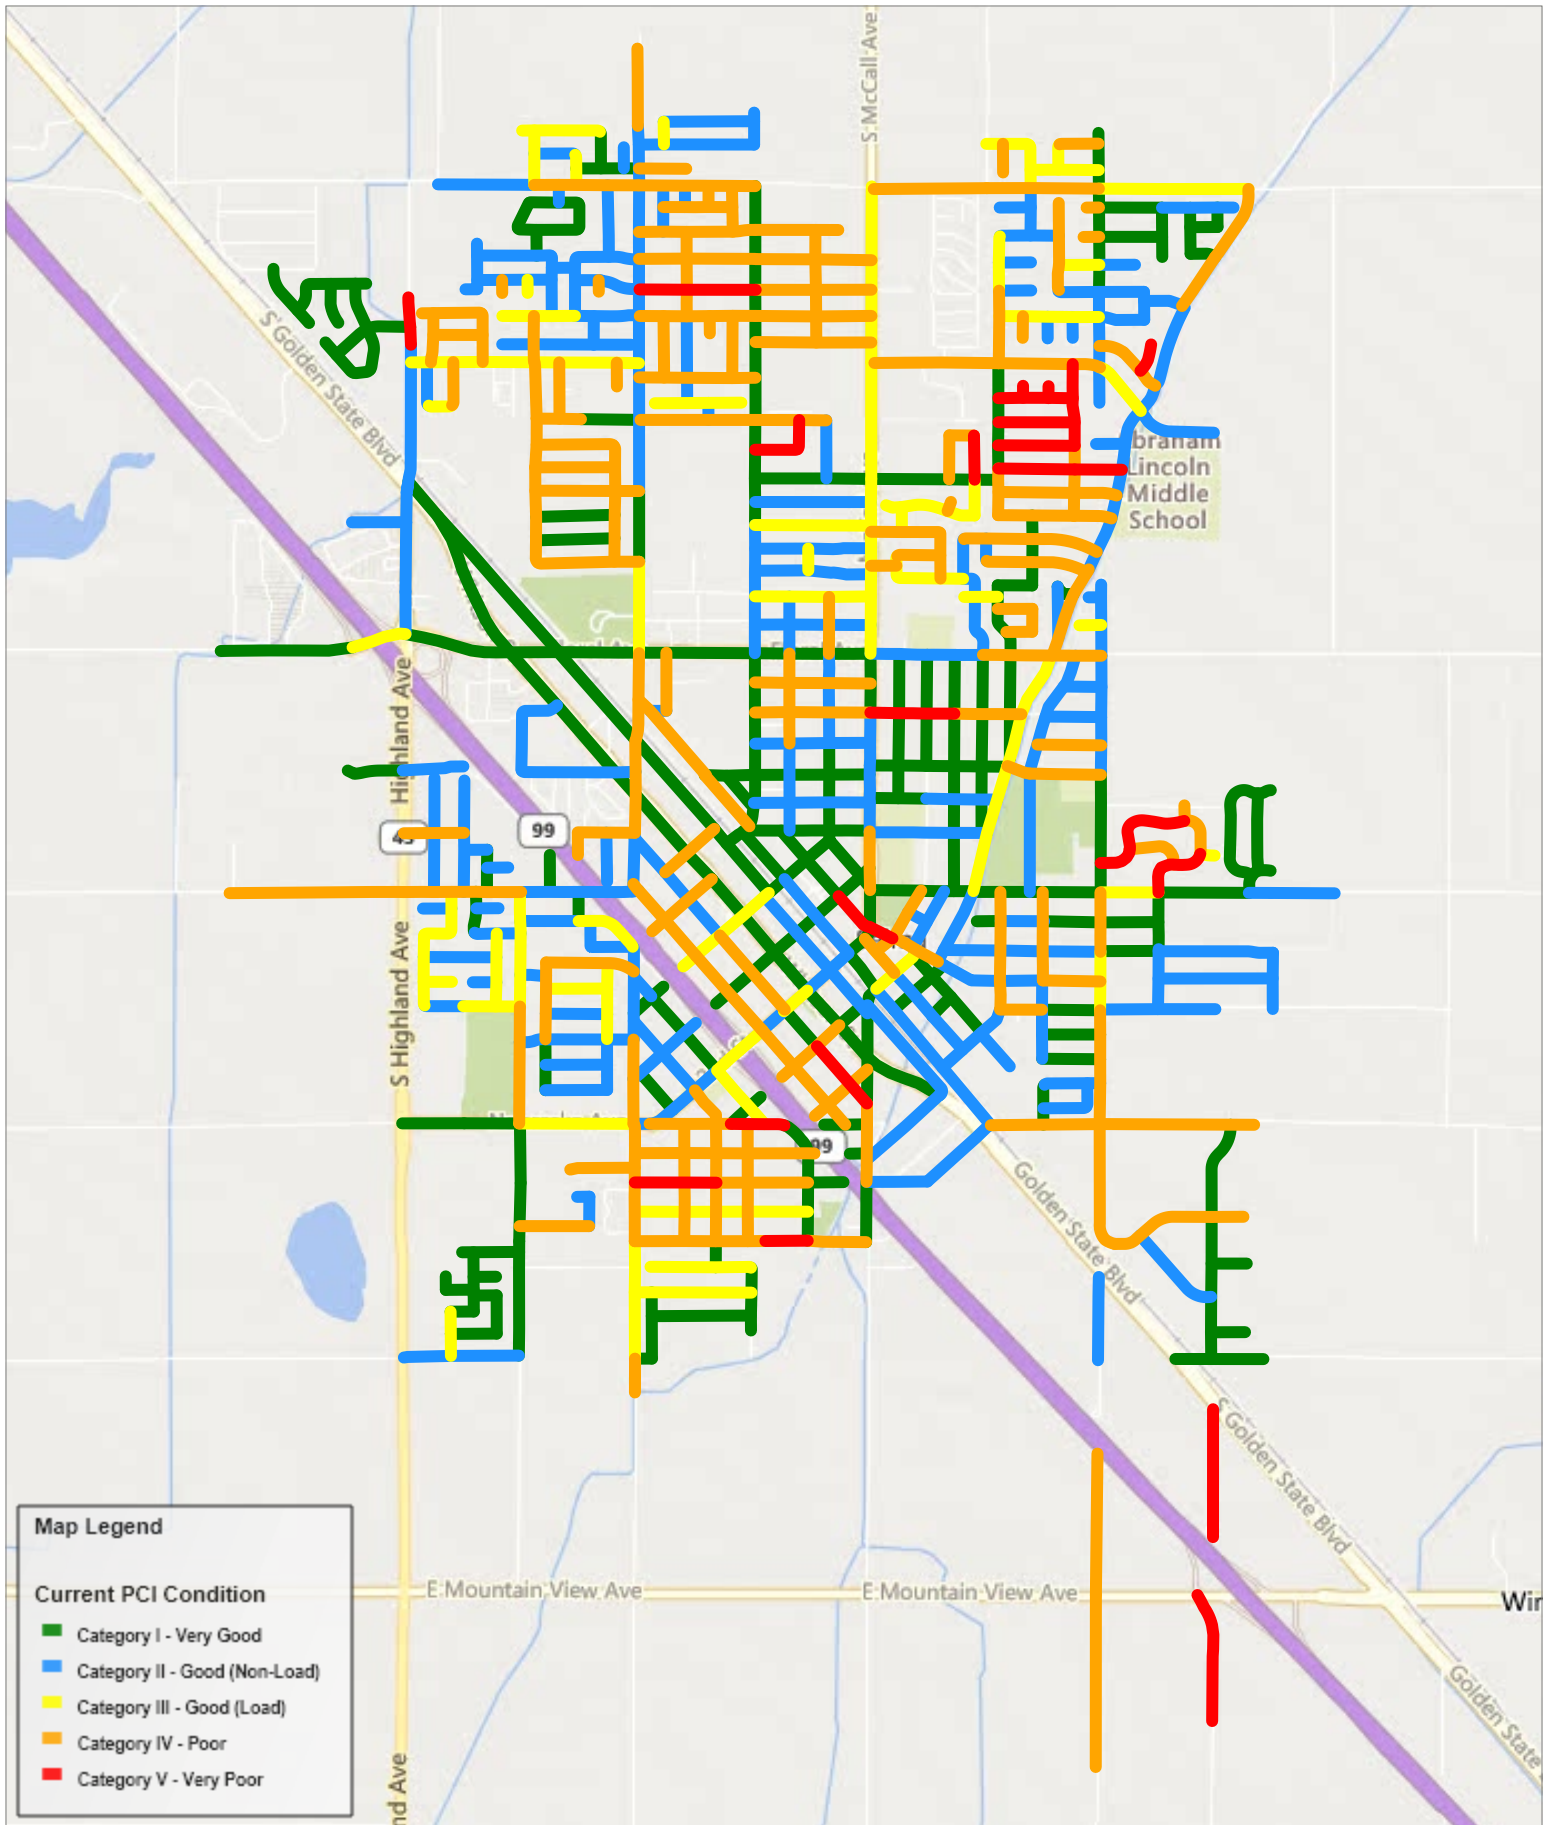 S McCall Ave
S Golden State Blvd
braham
Lincoln
Middle
School
Highland Ave
99
S Highland Ave
99
Golden State Blvd
S Golden State Blvd
Golden State
E Mountain View Ave
E Mountain View Ave
Wir
nd Ave
Map Legend
Current PCI Condition
Category I - Very Good
Category II - Good (Non-Load)
Category III - Good (Load)
Category IV - Poor
Category V - Very Poor